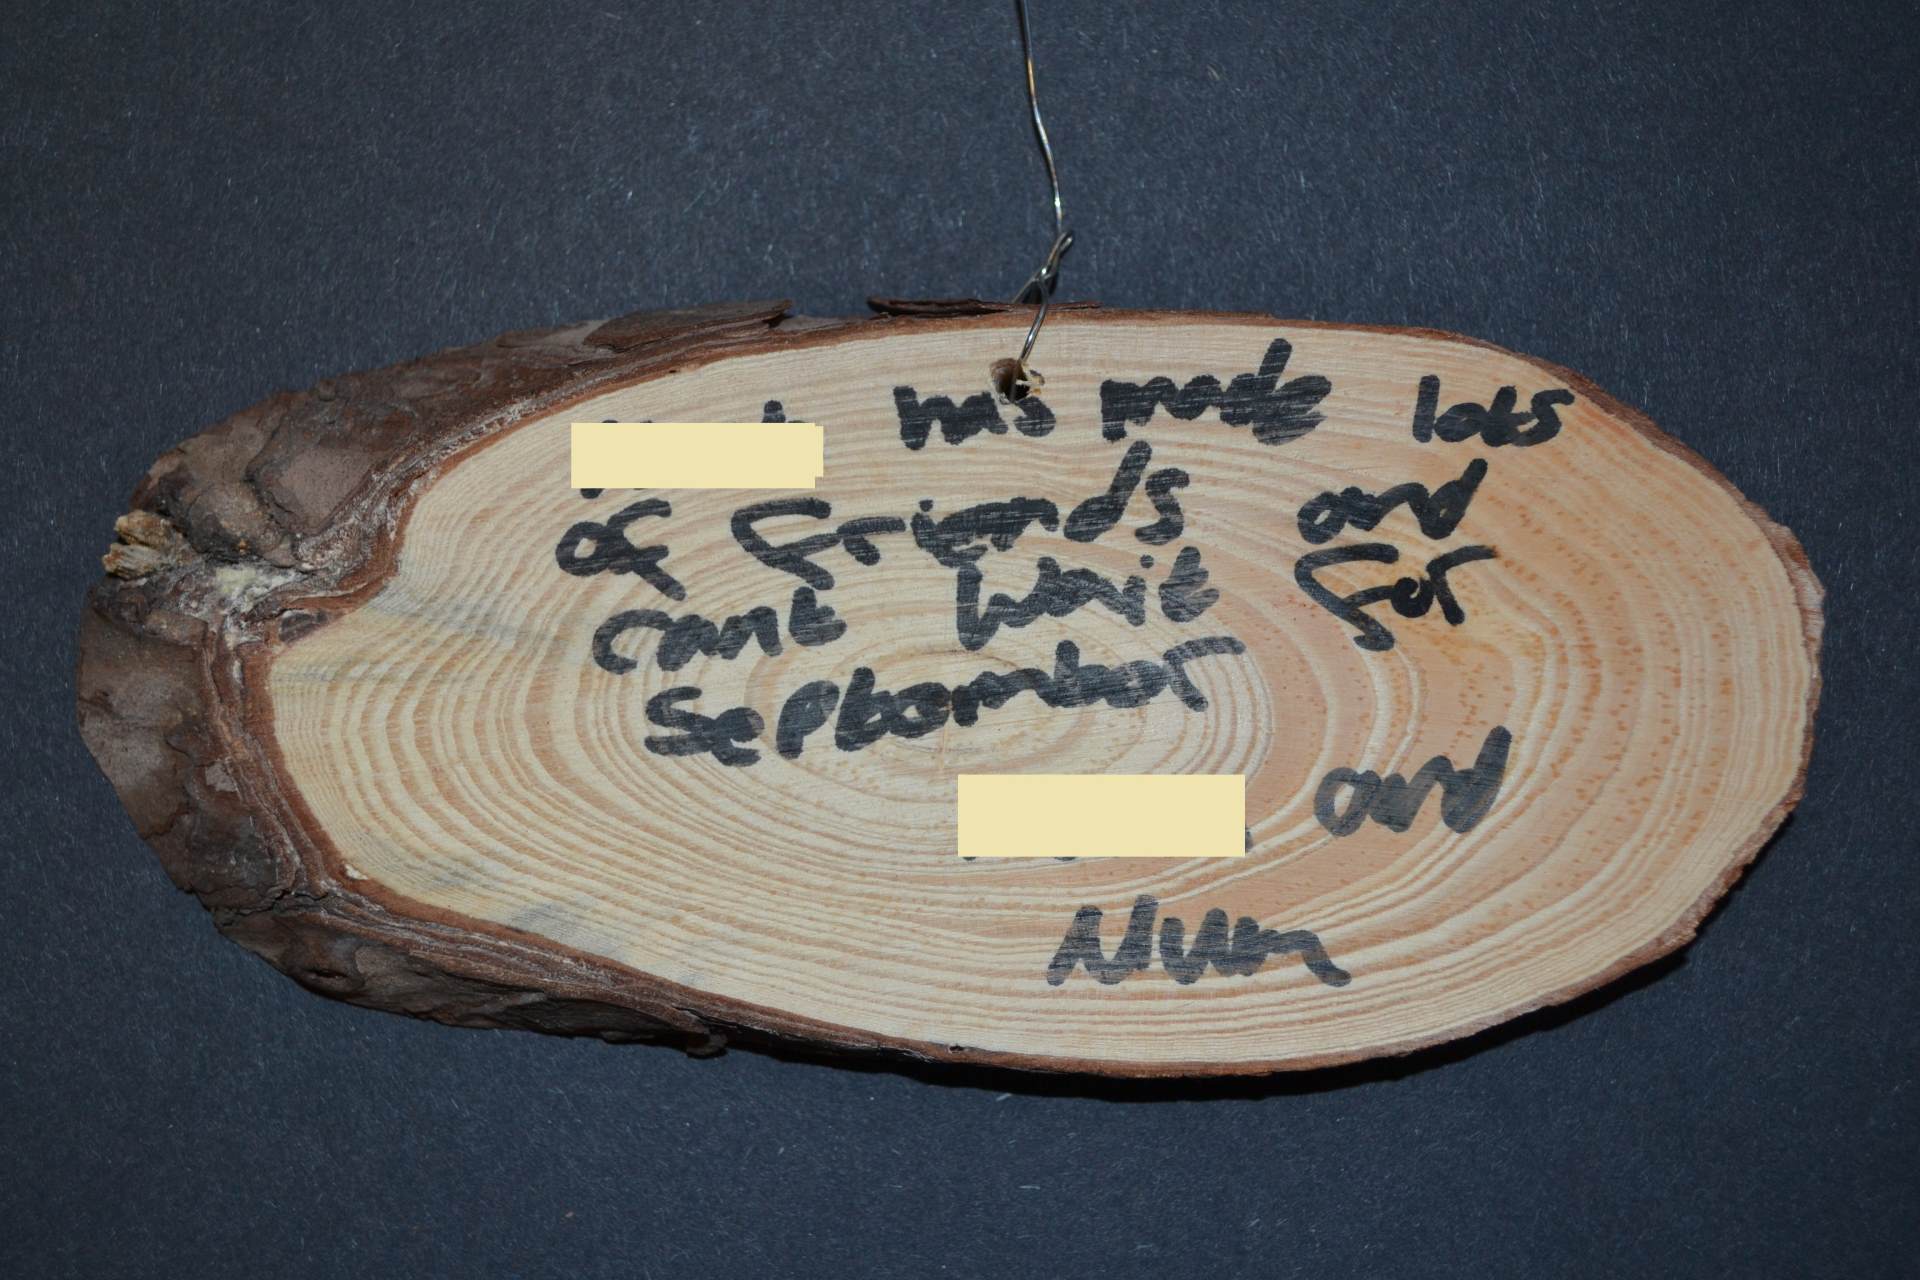 has made lots
of friends and
cant wait for
September
and
Mum